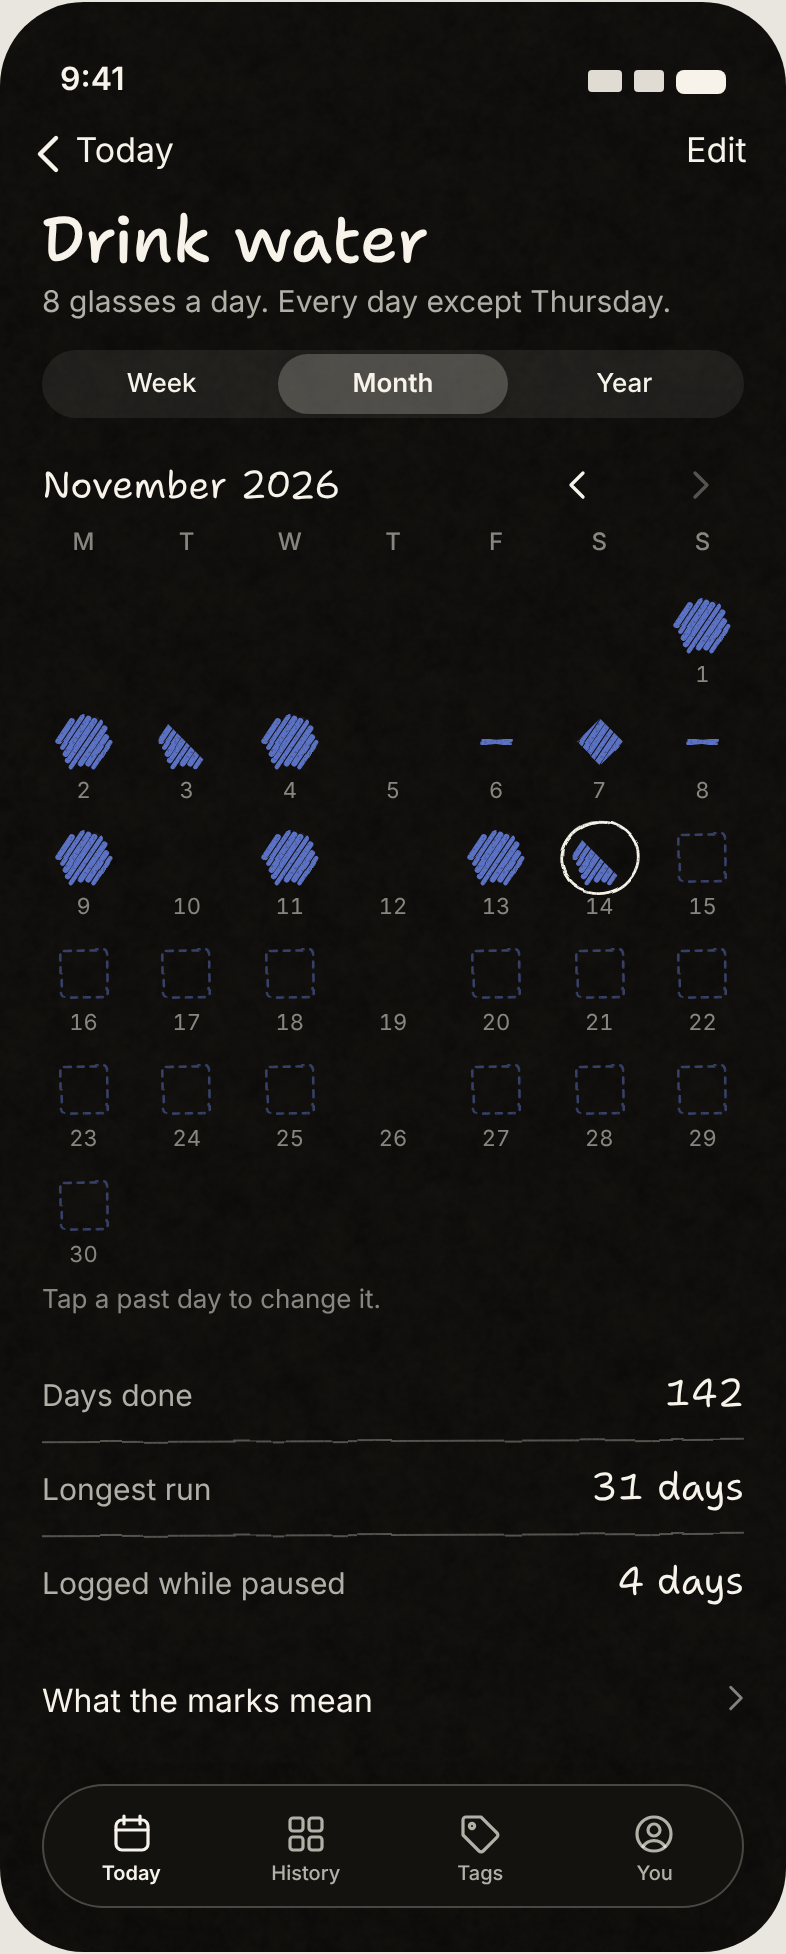 9:41
Today Edit
Drink water
8 glasses a day. Every day except Thursday.
Week Month Year
November 2026
M T W T F S S
1
2 3 4 5 6 7 8
9 10 11 12 13 14 15
16 17 18 19 20 21 22
23 24 25 26 27 28 29
30
Tap a past day to change it.
Days done 142
Longest run 31 days
Logged while paused 4 days
What the marks mean
Today History Tags You